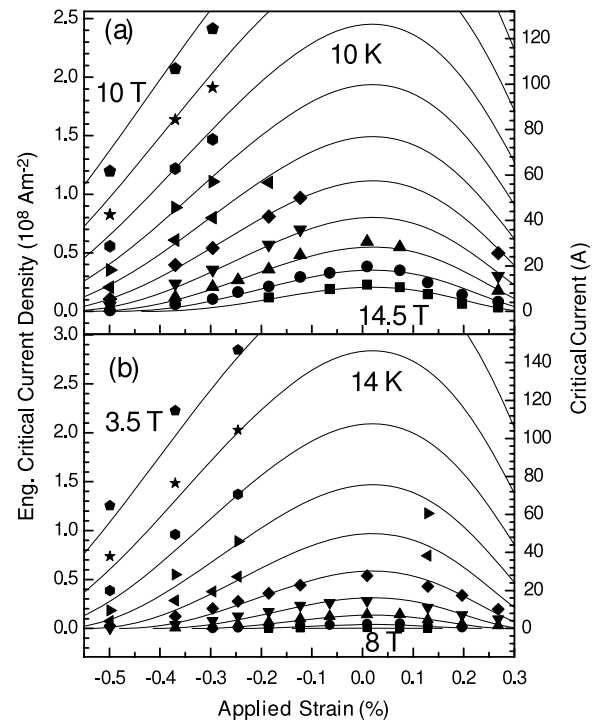 (a)
10 K
10 T
14.5 T
2.5
2.0
1.5
1.0
0.5
0.0
120
100
80
60
40
20
0
(b)
14 K
3.5 T
8 T
3.0
2.5
2.0
1.5
1.0
0.5
0.0
140
120
100
80
60
40
20
0
-0.5 -0.4 -0.3 -0.2 -0.1 0.0 0.1 0.2 0.3
Applied Strain (%)
Eng. Critical Current Density (10⁸ Am-²)
Critical Current (A)